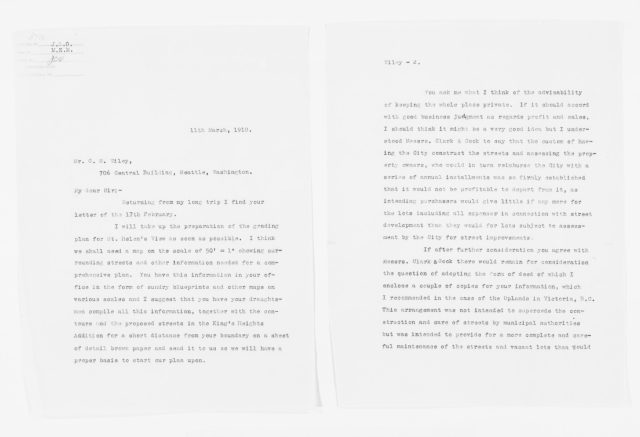 J.C.O.
M.E.M.
11th March, 1910.
Mr. C. H. Wiley,
706 Central Building, Seattle, Washington.
My Dear Sir:-
Returning from my long trip I find your
letter of the 17th February.
I will take up the preparation of the grading
plan for St. Helen's View as soon as possible. I think
we shall need a map on the scale of 50' = 1" showing sur-
rounding streets and other information needed for a com-
prehensive plan. You have this information in your of-
fice in the form of sundry blueprints and other maps on
various scales and I suggest that you have your draughts-
men compile all this information, together with the con-
tours and the proposed streets in the King's Heights
Addition for a short distance from your boundary on a sheet
of detail brown paper and send it to us as we will have a
proper basis to start our plan upon.
Wiley - 2.
You ask me what I think of the advisability
of keeping the whole place private. If it should accord
with good business judgment as regards profit and sales,
I should think it might be a very good idea but I under-
stood Messrs. Clark & Cook to say that the custom of hav-
ing the City construct the streets and assessing the prop-
erty owners, who would in turn reimburse the City with a
series of annual installments was so firmly established
that it would not be profitable to depart from it, as
intending purchasers would give little if any more for
the lots including all expenses in connection with street
development than they would for lots subject to assess-
ment by the City for street improvements.
If after further consideration you agree with
Messrs. Clark & Cook there would remain for consideration
the question of adopting the form of deed of which I
enclose a couple of copies for your information, which
I recommended in the case of the Uplands in Victoria, B.C.
This arrangement was not intended to supersede the con-
struction and care of streets by municipal authorities
but was intended to provide for a more complete and care-
ful maintenance of the streets and vacant lots than would